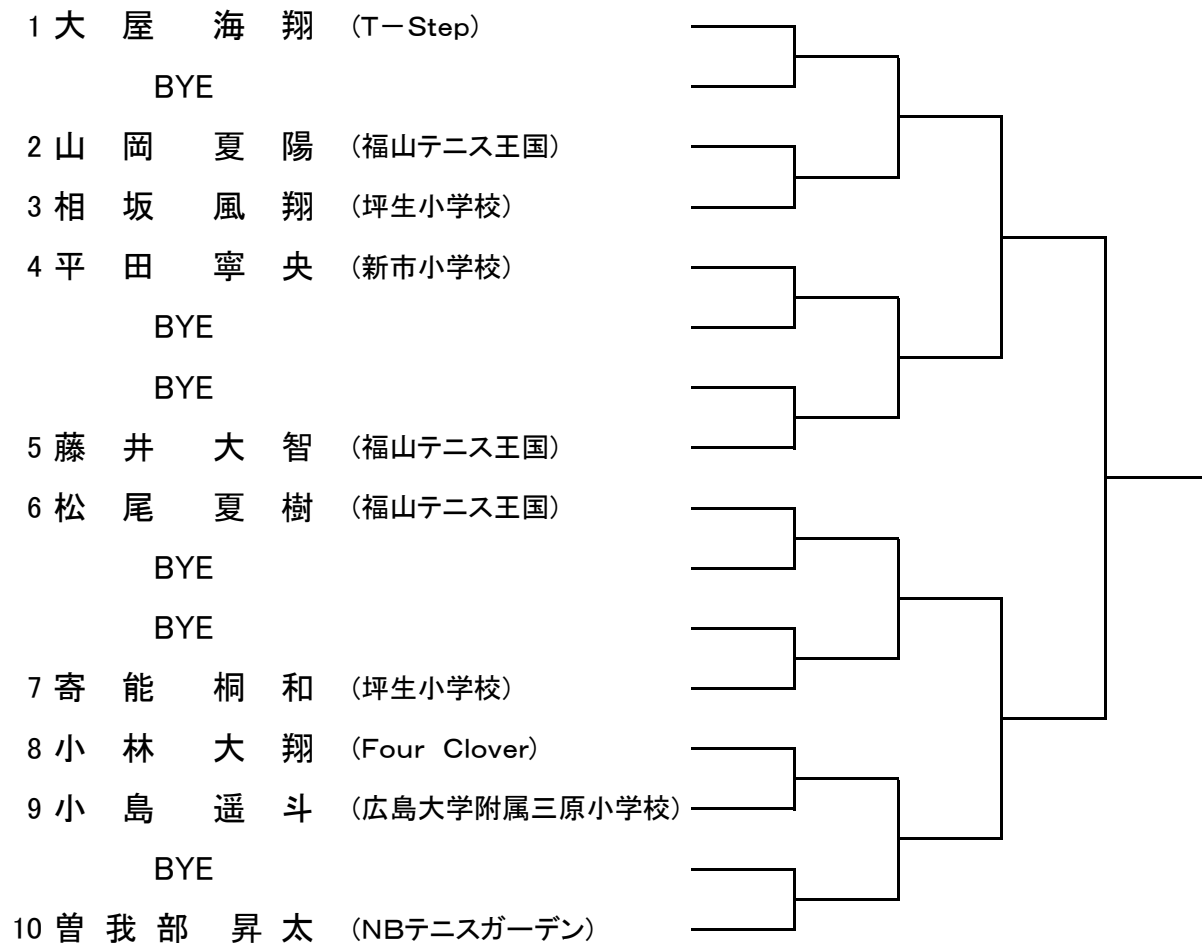 1 大 屋 海 翔 (T－Step)
BYE
2 山 岡 夏 陽 (福山テニス王国)
3 相 坂 風 翔 (坪生小学校)
4 平 田 寧 央 (新市小学校)
BYE
BYE
5 藤 井 大 智 (福山テニス王国)
6 松 尾 夏 樹 (福山テニス王国)
BYE
BYE
7 寄 能 桐 和 (坪生小学校)
8 小 林 大 翔 (Four Clover)
9 小 島 遥 斗 (広島大学附属三原小学校)
BYE
10 曽 我 部 昇 太 (NBテニスガーデン)